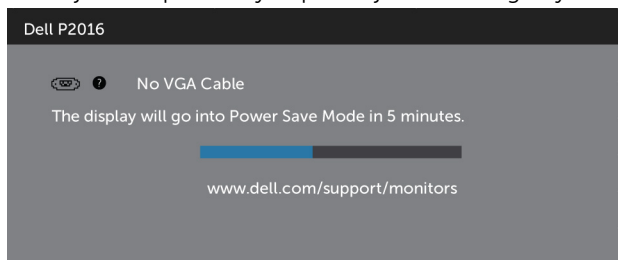 Dell P2016
? No VGA Cable
The display will go into Power Save Mode in 5 minutes.
www.dell.com/support/monitors